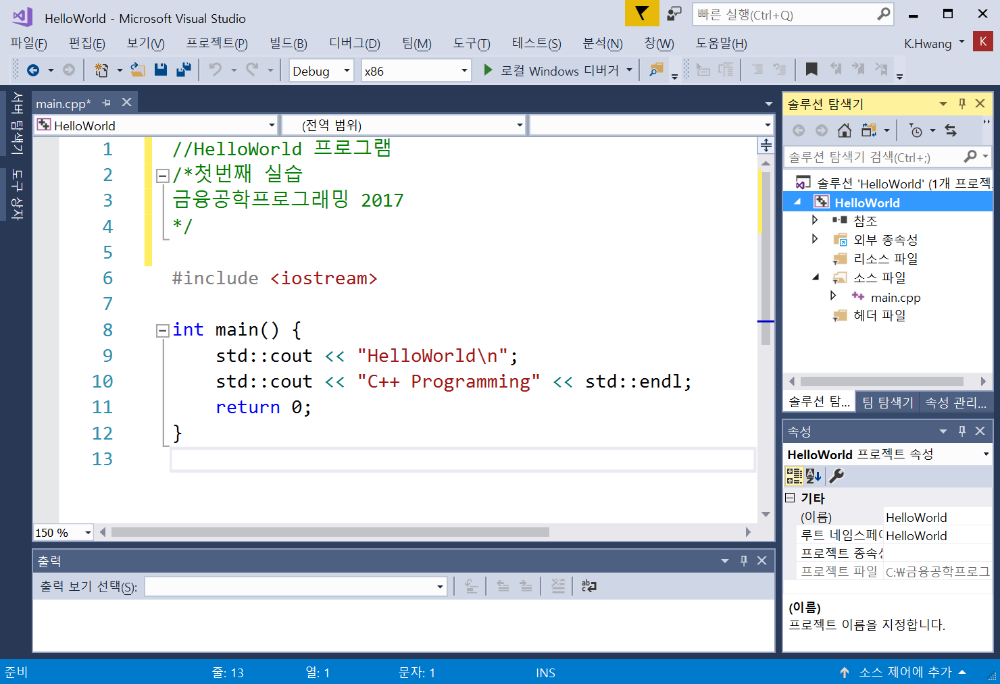 HelloWorld - Microsoft Visual Studio
빠른 실행(Ctrl+Q)
파일(F) 편집(E) 보기(V) 프로젝트(P) 빌드(B) 디버그(D) 팀(M) 도구(T) 테스트(S) 분석(N) 창(W) 도움말(H) K.Hwang K
Debug x86 로컬 Windows 디버거
서버 탐색기
도구 상자
main.cpp*
HelloWorld (전역 범위)
1 //HelloWorld 프로그램
2 /*첫번째 실습
3 금융공학프로그래밍 2017
4 */
5
6 #include <iostream>
7
8 int main() {
9 std::cout << "HelloWorld\n";
10 std::cout << "C++ Programming" << std::endl;
11 return 0;
12 }
13
150 %
출력
출력 보기 선택(S):
솔루션 탐색기
솔루션 탐색기 검색(Ctrl+;)
솔루션 'HelloWorld' (1개 프로젝
HelloWorld
참조
외부 종속성
리소스 파일
소스 파일
main.cpp
헤더 파일
솔루션 탐... 팀 탐색기 속성 관리...
속성
HelloWorld 프로젝트 속성
기타
(이름) HelloWorld
루트 네임스페이 HelloWorld
프로젝트 종속성
프로젝트 파일 C:₩금융공학프로그
(이름)
프로젝트 이름을 지정합니다.
준비 줄: 13 열: 1 문자: 1 INS 소스 제어에 추가